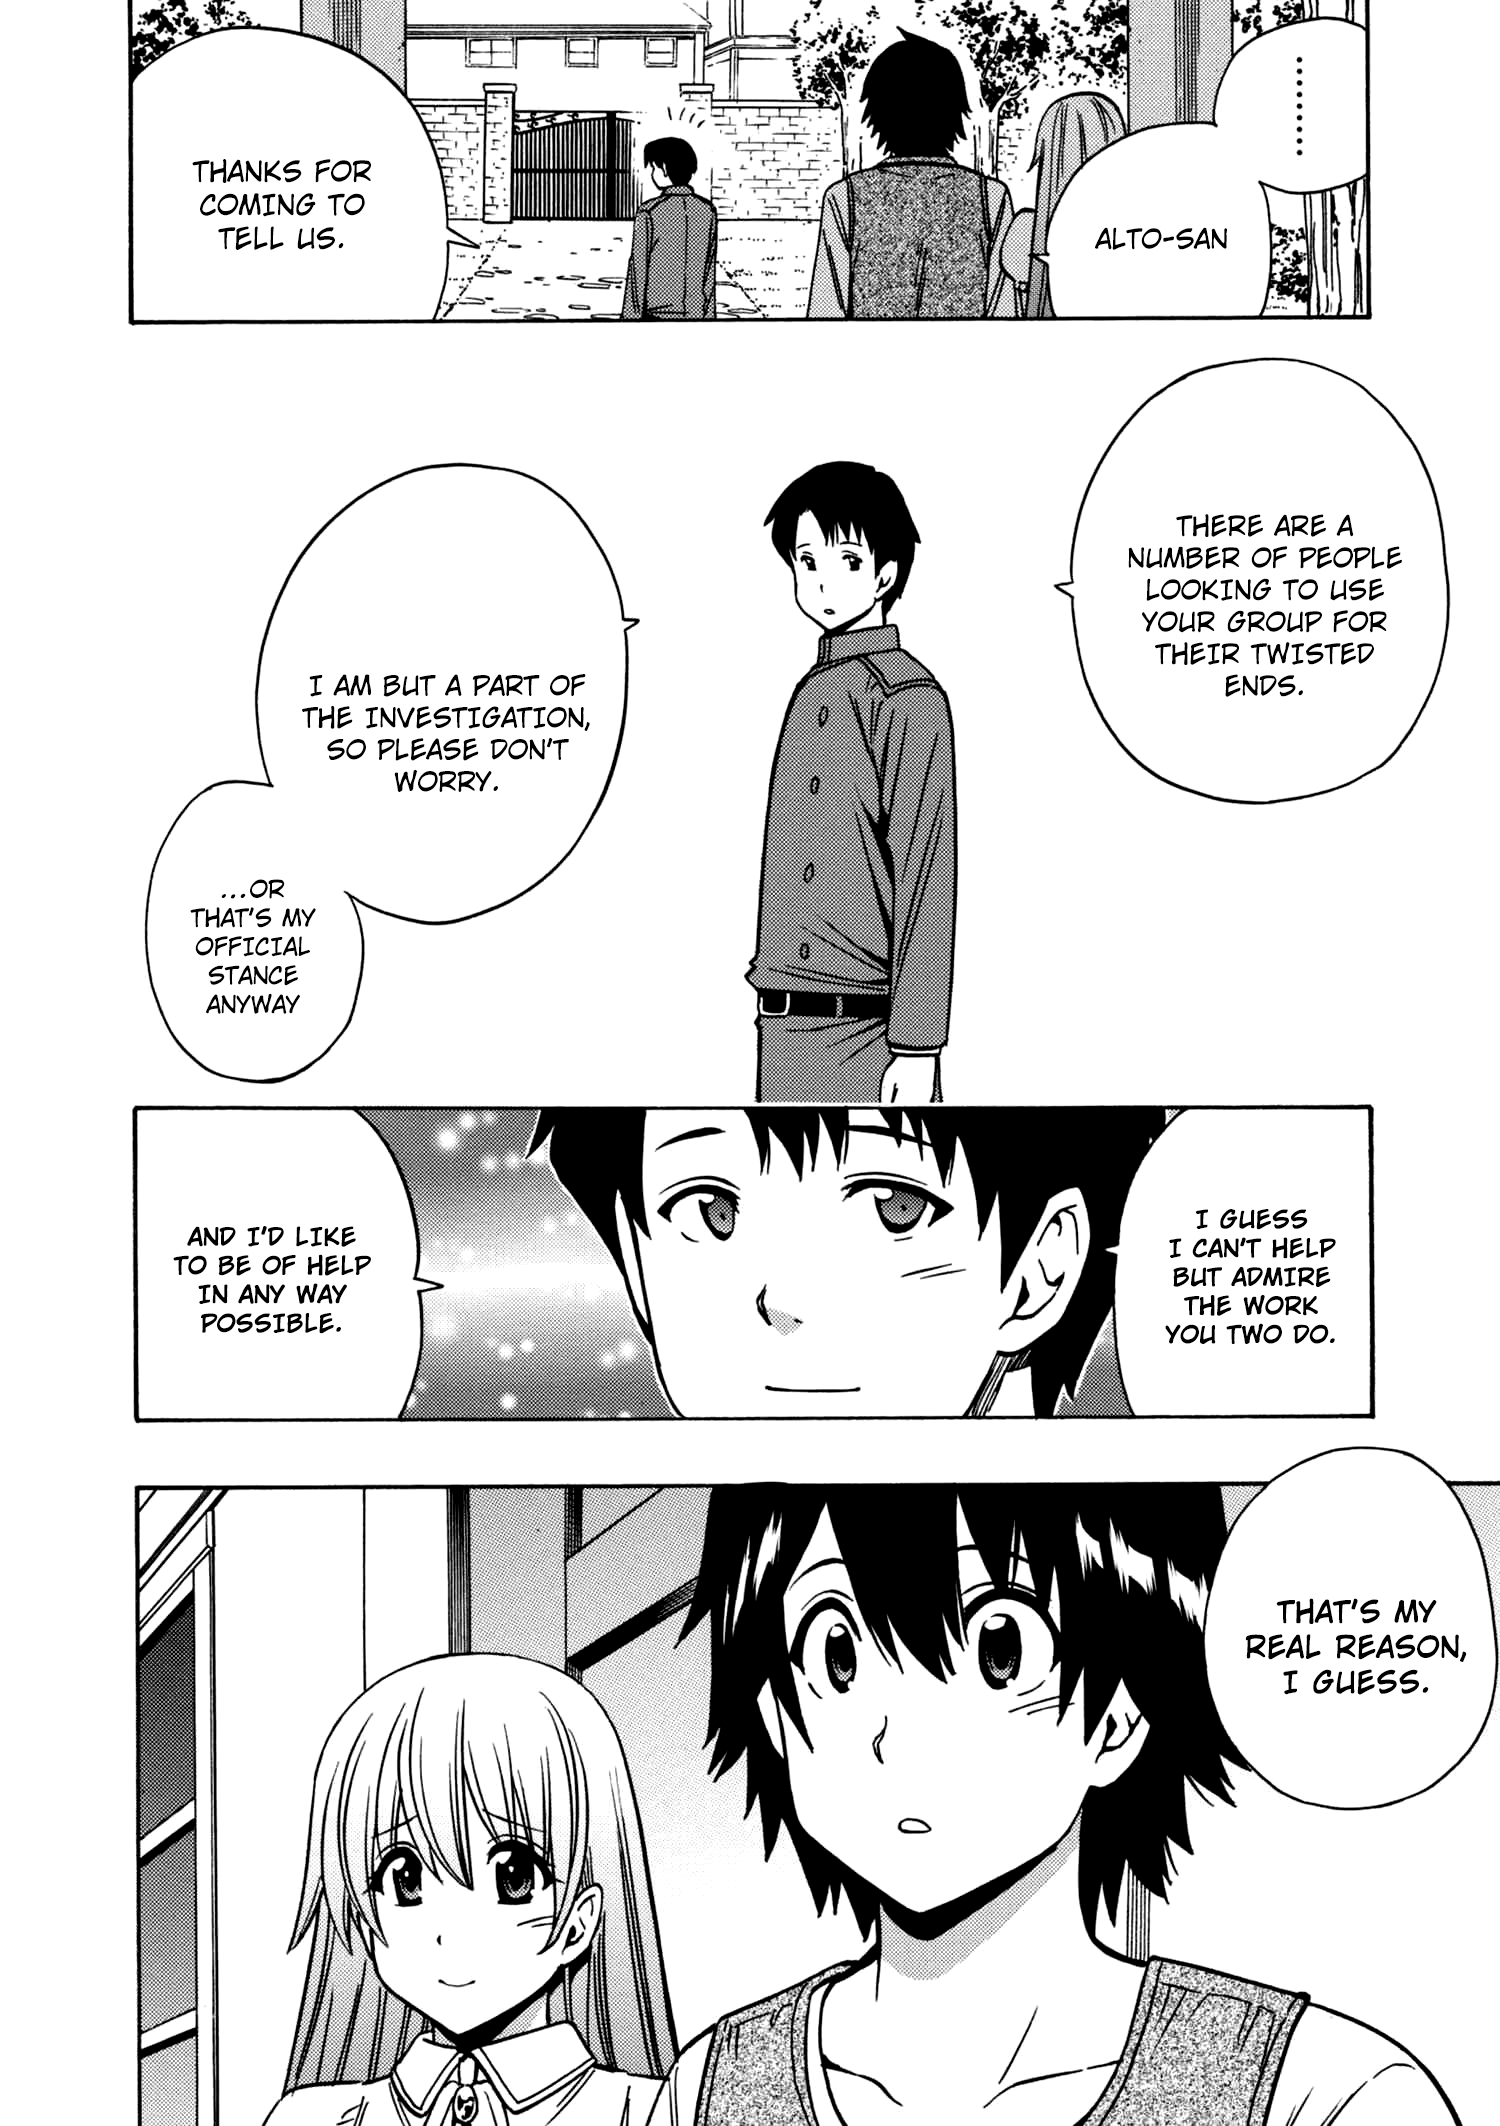 ………
ALTO-SAN
THANKS FOR
COMING TO
TELL US.
THERE ARE A
NUMBER OF PEOPLE
LOOKING TO USE
YOUR GROUP FOR
THEIR TWISTED
ENDS.
I AM BUT A PART OF
THE INVESTIGATION,
SO PLEASE DON'T
WORRY.
...OR
THAT'S MY
OFFICIAL
STANCE
ANYWAY
I GUESS
I CAN'T HELP
BUT ADMIRE
THE WORK
YOU TWO DO.
AND I'D LIKE
TO BE OF HELP
IN ANY WAY
POSSIBLE.
THAT'S MY
REAL REASON,
I GUESS.